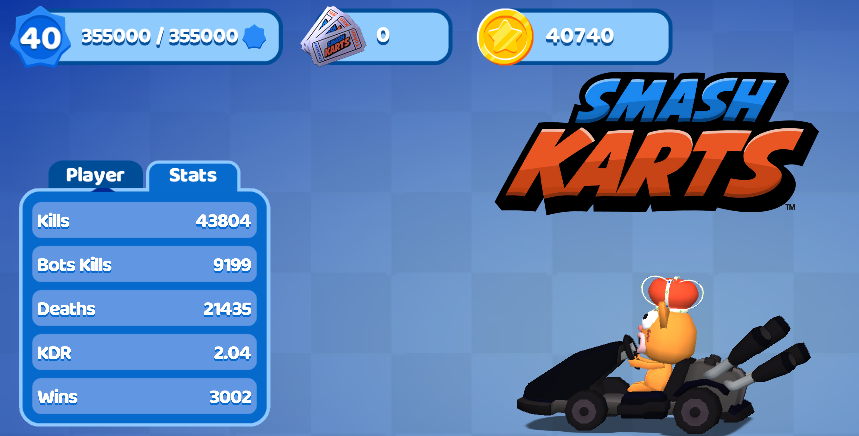 40 355000 / 355000 0 40740
SMASH
KARTS
TM
Player Stats
Kills 43804
Bots Kills 9199
Deaths 21435
KDR 2.04
Wins 3002